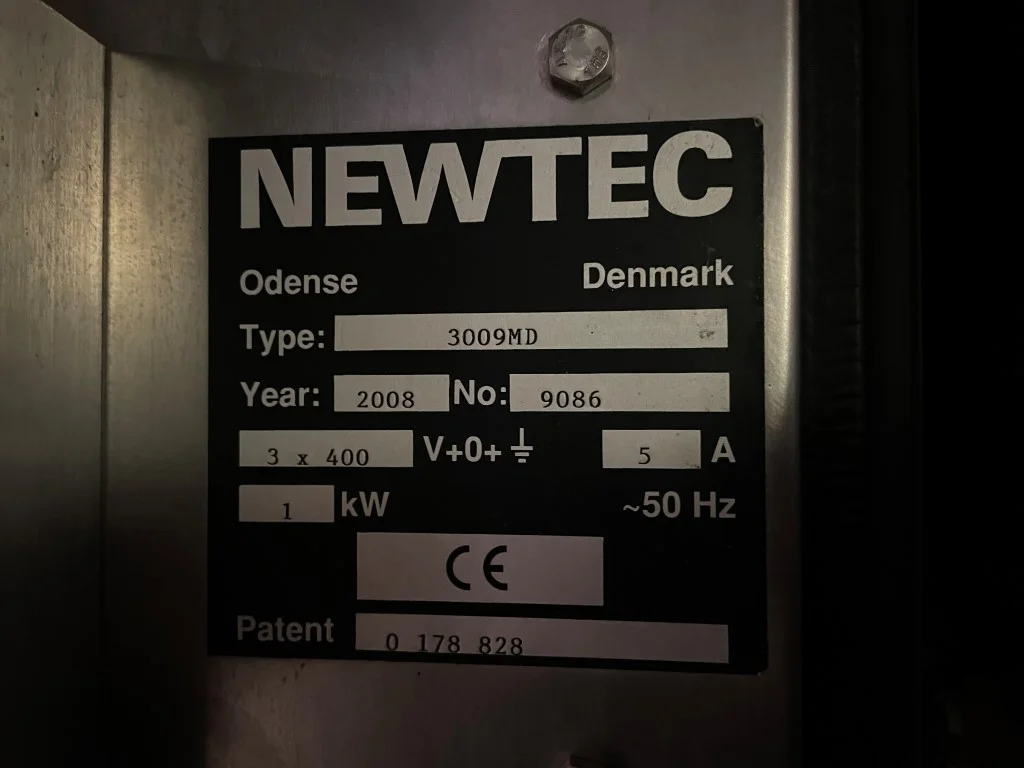 NEWTEC
Odense Denmark
Type: 3009MD
Year: 2008 No: 9086
3 x 400 V+0+⏚ 5 A
1 kW ~50 Hz
CE
Patent 0 178 828